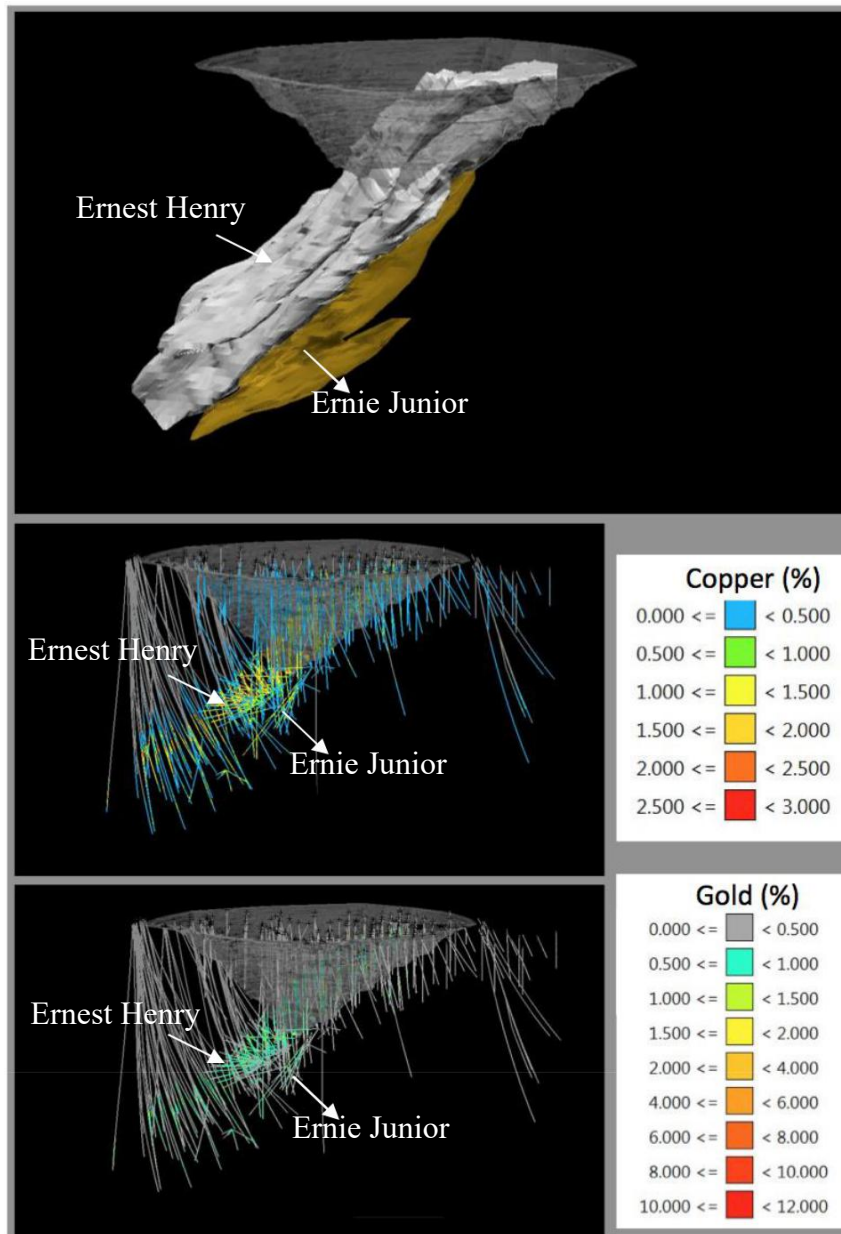 Ernest Henry
Ernie Junior
Ernest Henry
Ernie Junior
Copper (%)
0.000 <= < 0.500
0.500 <= < 1.000
1.000 <= < 1.500
1.500 <= < 2.000
2.000 <= < 2.500
2.500 <= < 3.000
Ernest Henry
Ernie Junior
Gold (%)
0.000 <= < 0.500
0.500 <= < 1.000
1.000 <= < 1.500
1.500 <= < 2.000
2.000 <= < 4.000
4.000 <= < 6.000
6.000 <= < 8.000
8.000 <= < 10.000
10.000 <= < 12.000